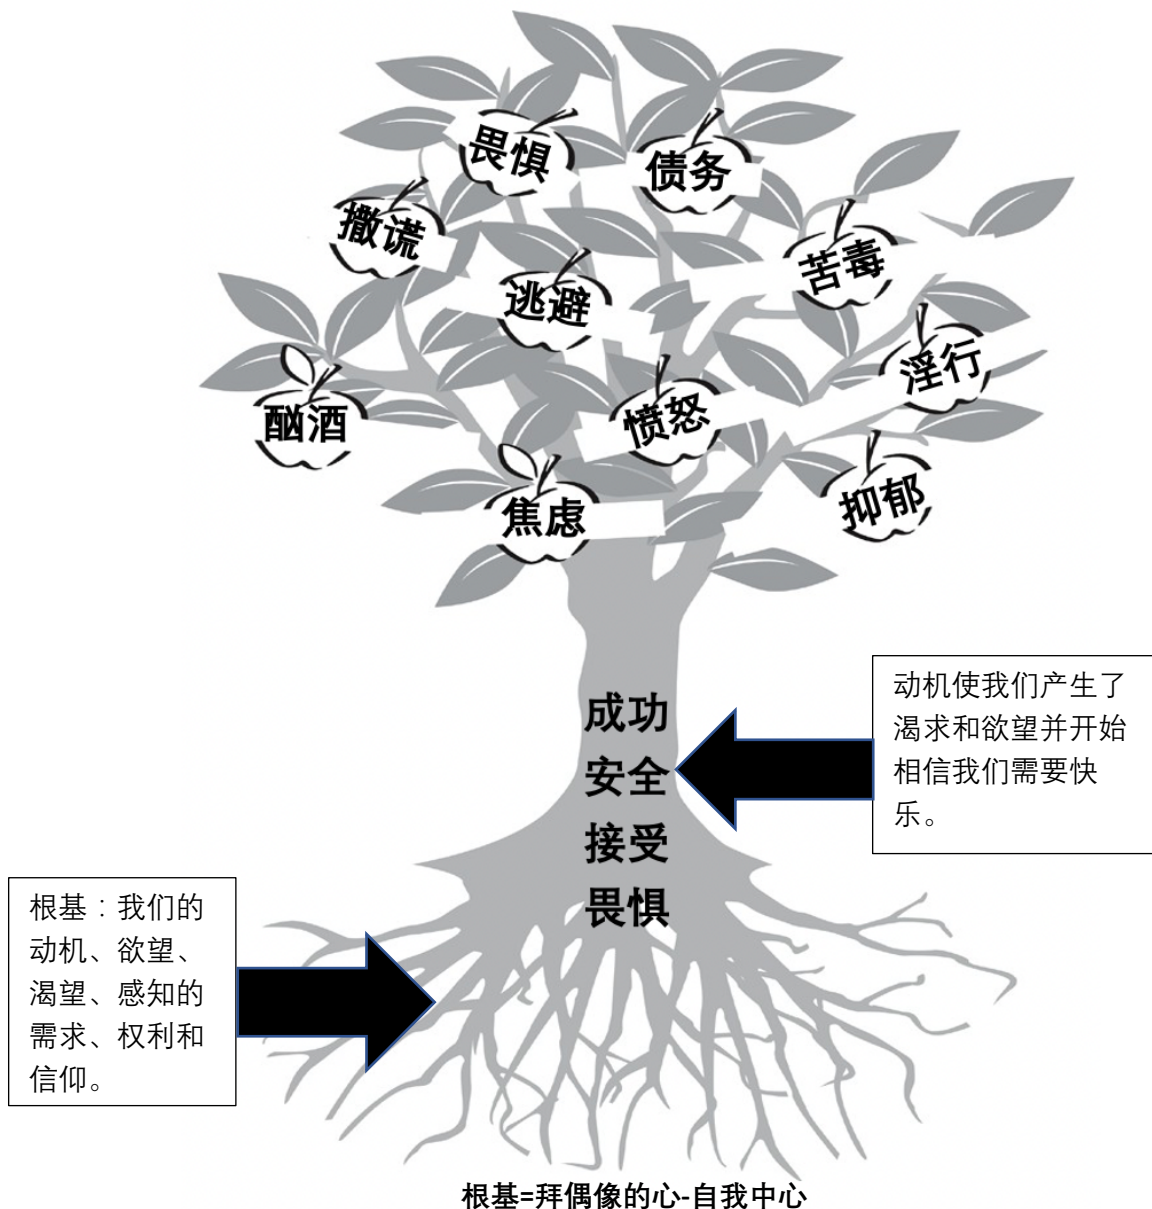 畏惧
债务
撒谎
苦毒
逃避
淫行
酗酒
愤怒
焦虑
抑郁
成功
安全
接受
畏惧
动机使我们产生了
渴求和欲望并开始
相信我们需要快
乐。
根基：我们的
动机、欲望、
渴望、感知的
需求、权利和
信仰。
根基=拜偶像的心-自我中心